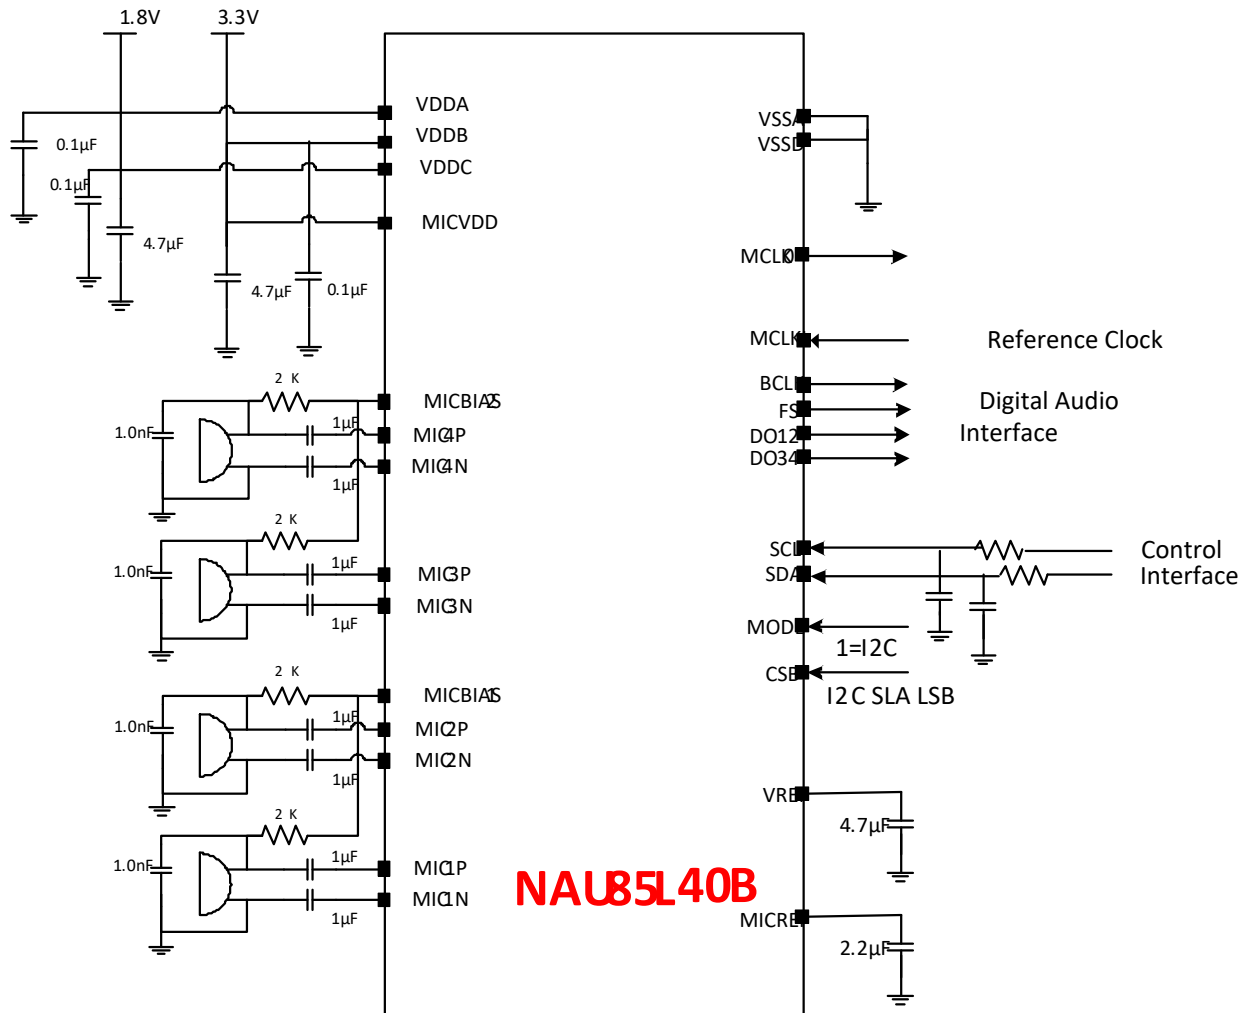 1.8V
3.3V
VDDA
VDDB
VDDC
MICVDD
0.1µF
0.1µF
4.7µF
4.7µF
0.1µF
2 K
1.0nF
1µF
1µF
MICBIAS2
MIC4P
MIC4N
2 K
1.0nF
1µF
1µF
MIC3P
MIC3N
2 K
1.0nF
1µF
1µF
MICBIAS1
MIC2P
MIC2N
2 K
1.0nF
1µF
1µF
MIC1P
MIC1N
NAU85L40B
VSSA
VSSD
MCLK0
MCLK
Reference Clock
BCLK
FS
DO12
DO34
Digital Audio
Interface
SCL
SDA
Control
Interface
MODE
1=I2C
CSB
I2C SLA LSB
VREF
4.7µF
MICREF
2.2µF